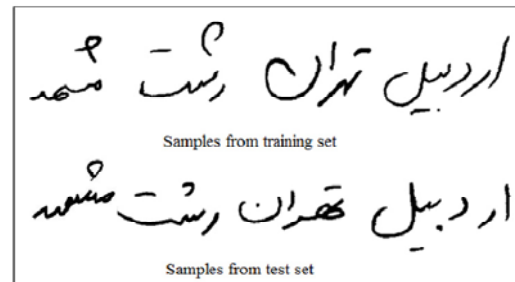 اردبیل تهران رشت مشهد
Samples from training set
اردبیل تهران رشت مشهد
Samples from test set